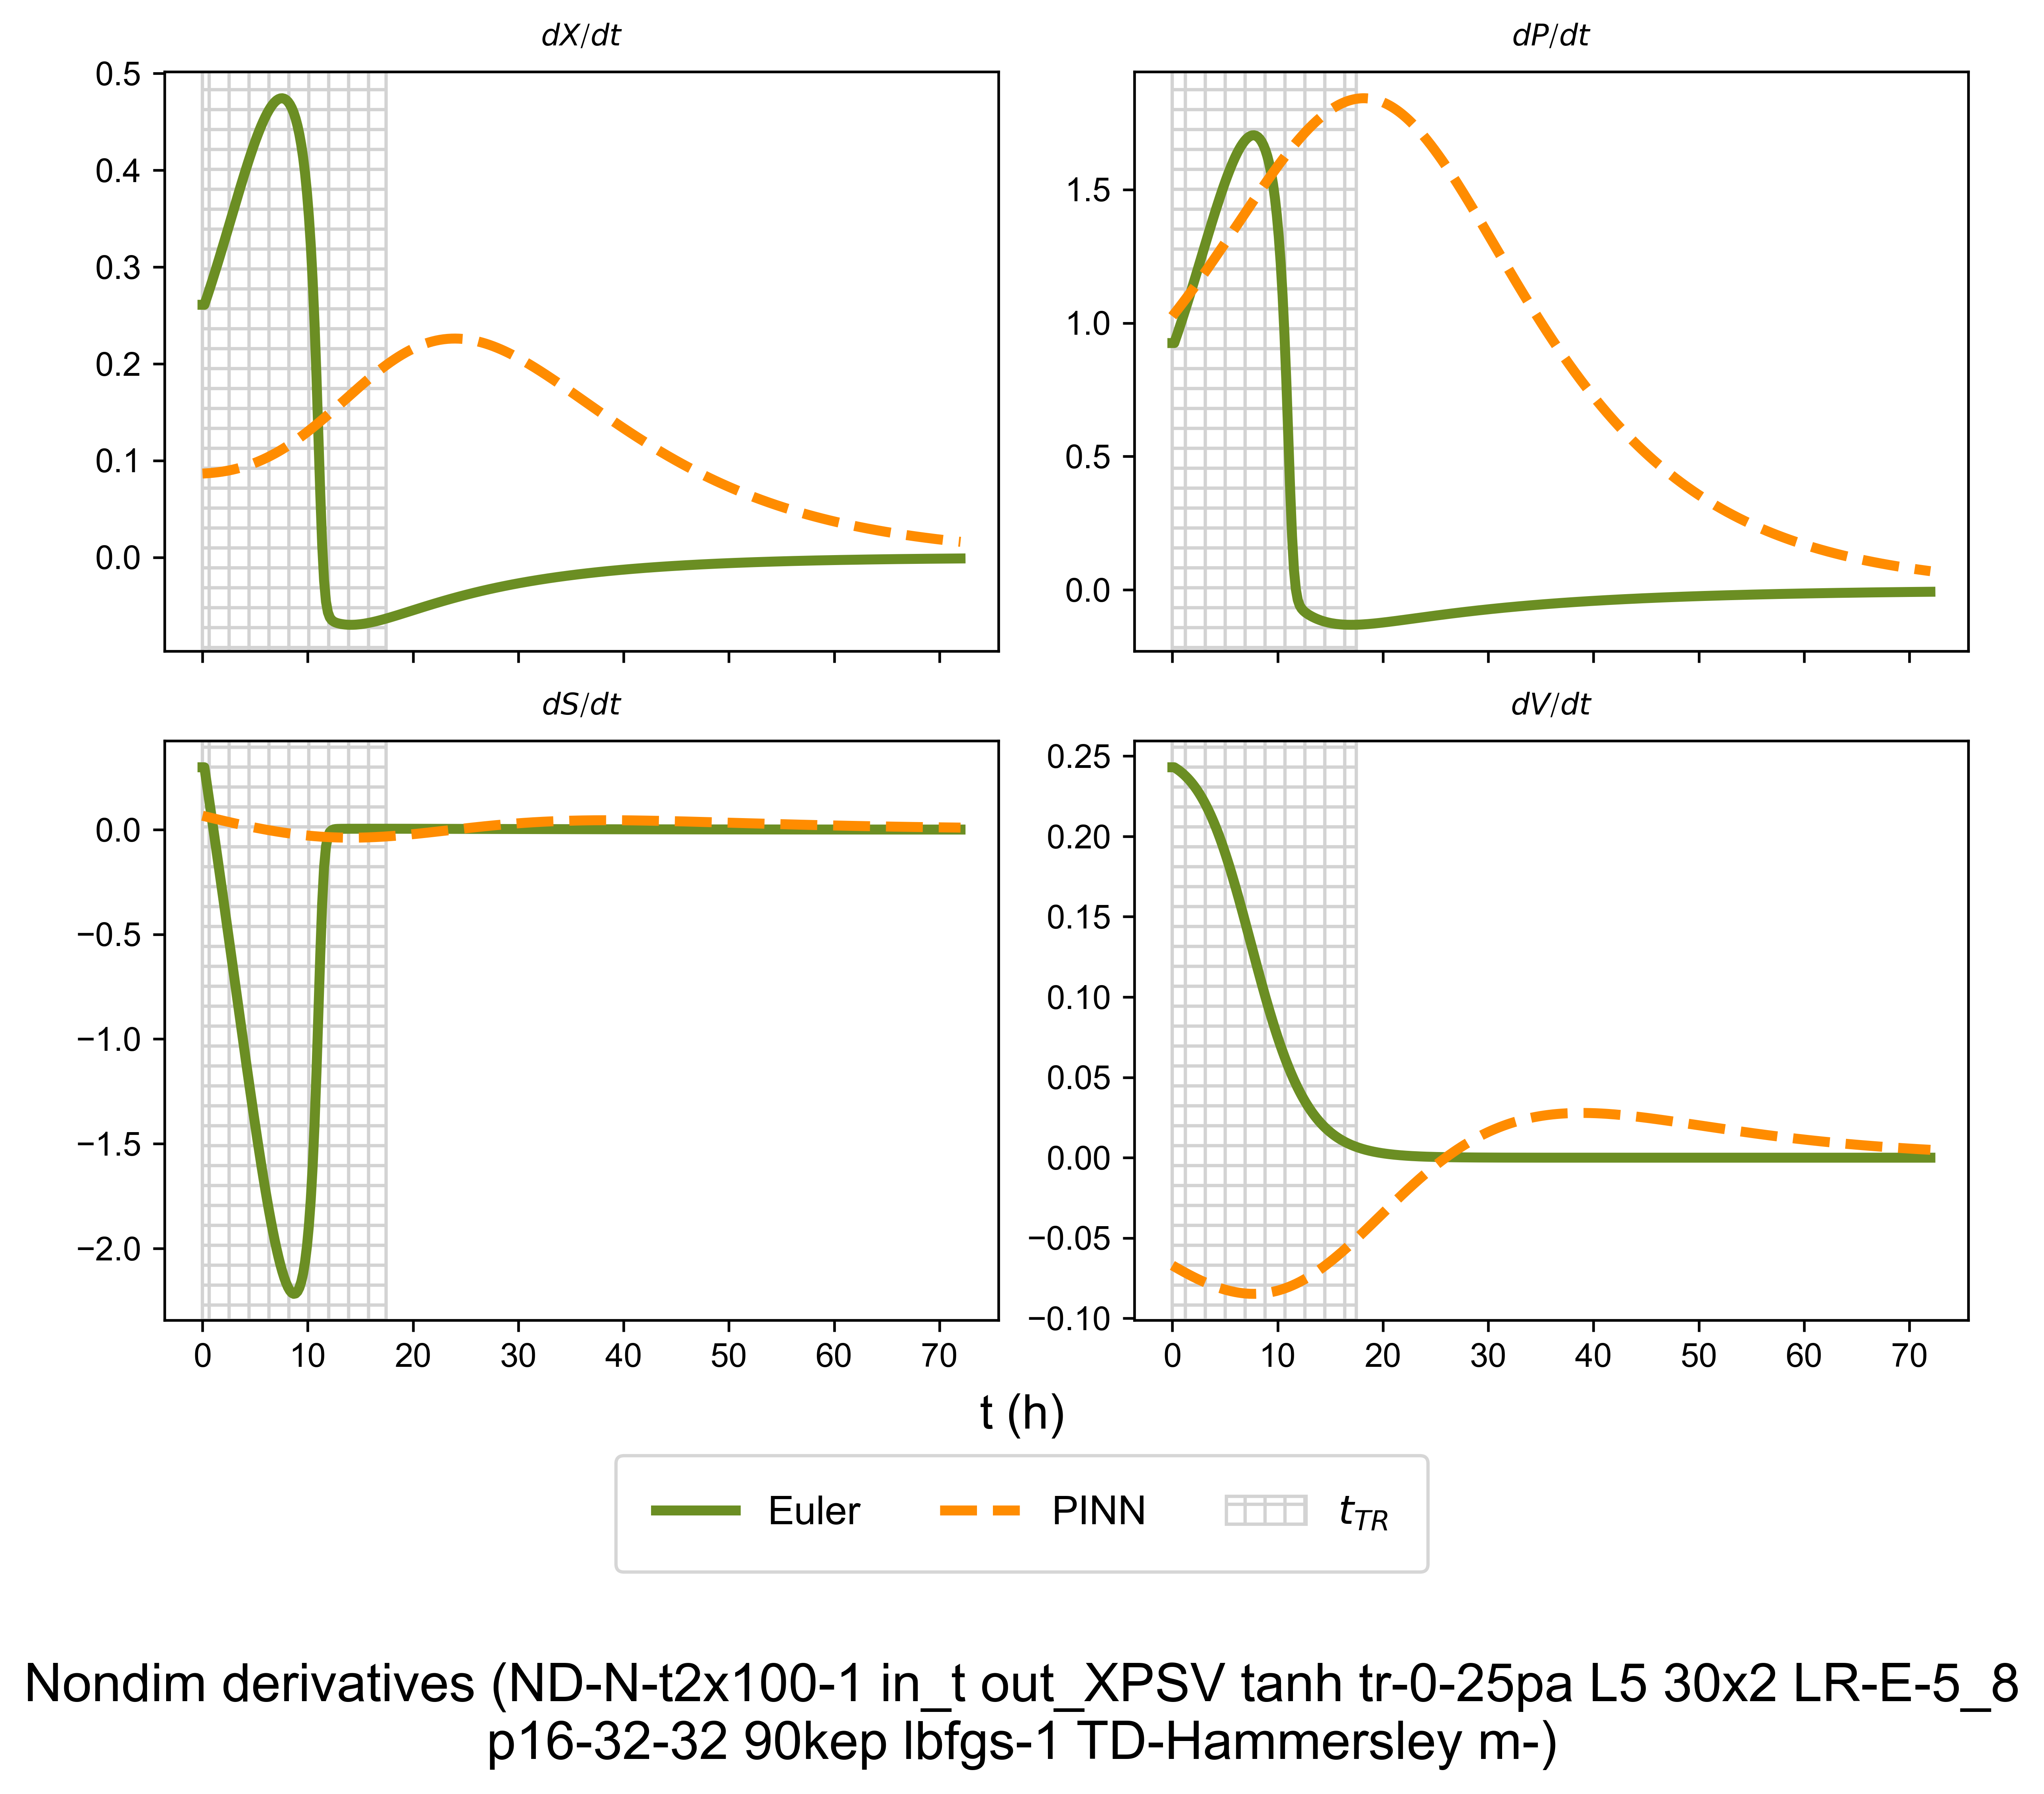 dX/dt
dP/dt
0.5
0.4
0.3
0.2
0.1
0.0
1.5
1.0
0.5
0.0
dS/dt
dV/dt
0.0
−0.5
−1.0
−1.5
−2.0
0.25
0.20
0.15
0.10
0.05
0.00
−0.05
−0.10
0 10 20 30 40 50 60 70
0 10 20 30 40 50 60 70
t (h)
Euler PINN t_{TR}
Nondim derivatives (ND-N-t2x100-1 in_t out_XPSV tanh tr-0-25pa L5 30x2 LR-E-5_8
p16-32-32 90kep lbfgs-1 TD-Hammersley m-)